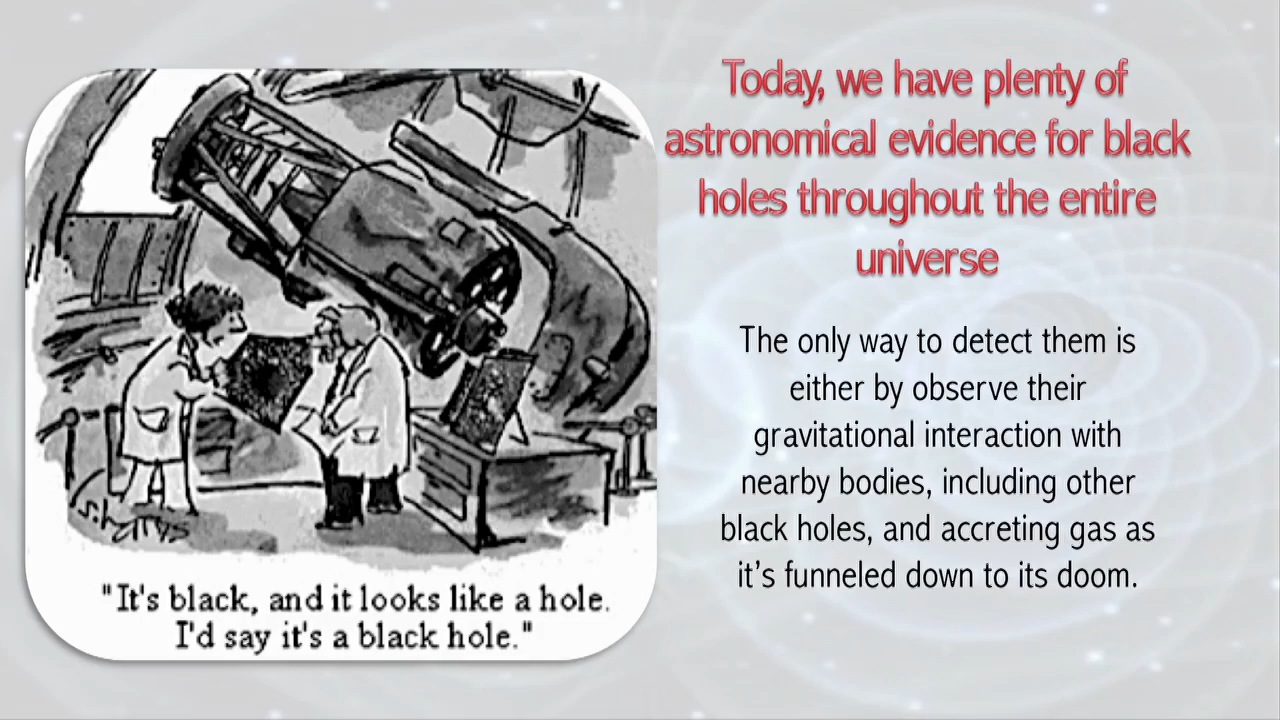 Today, we have plenty of
astronomical evidence for black
holes throughout the entire
universe
The only way to detect them is
either by observe their
gravitational interaction with
nearby bodies, including other
black holes, and accreting gas as
it's funneled down to its doom.
"It's black, and it looks like a hole.
I'd say it's a black hole."